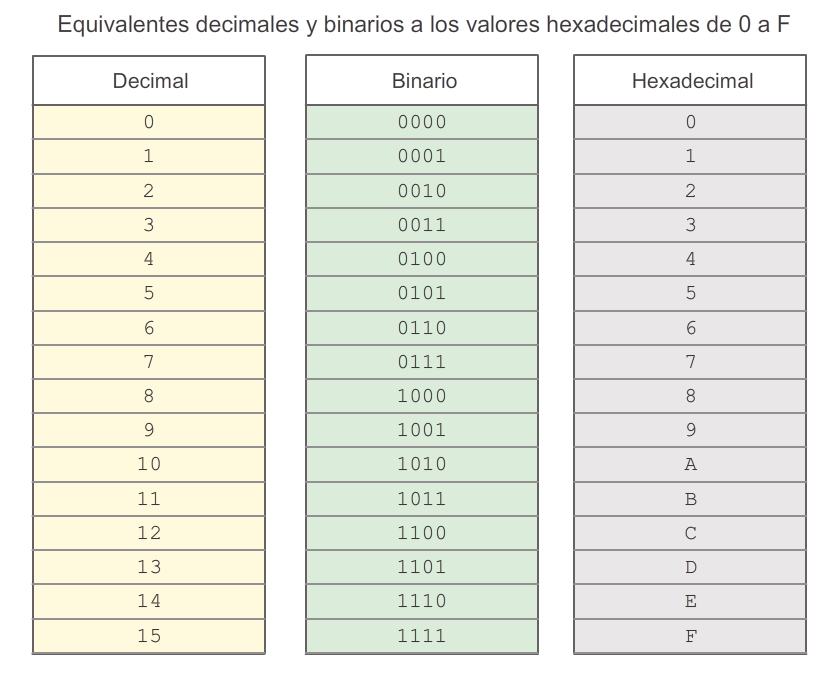 Equivalentes decimales y binarios a los valores hexadecimales de 0 a F
Decimal Binario Hexadecimal
0 0000 0
1 0001 1
2 0010 2
3 0011 3
4 0100 4
5 0101 5
6 0110 6
7 0111 7
8 1000 8
9 1001 9
10 1010 A
11 1011 B
12 1100 C
13 1101 D
14 1110 E
15 1111 F